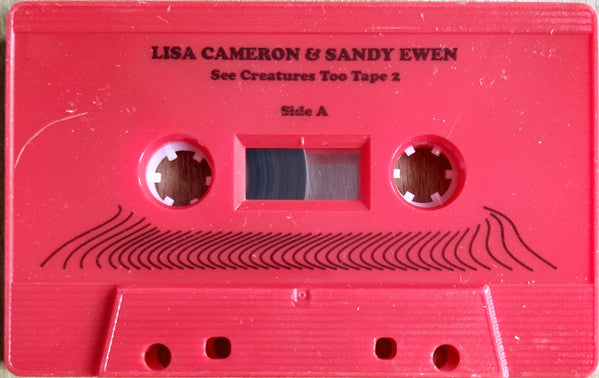 LISA CAMERON & SANDY EWEN
See Creatures Too Tape 2
Side A